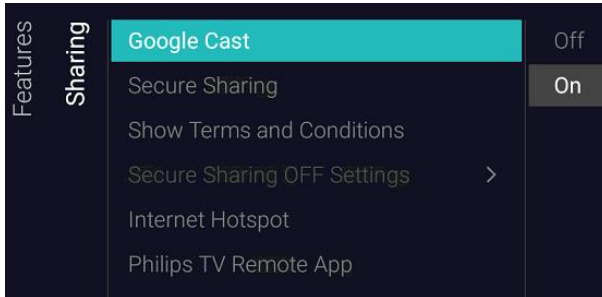 Features
Sharing
Google Cast
Secure Sharing
Show Terms and Conditions
Secure Sharing OFF Settings
Internet Hotspot
Philips TV Remote App
Off
On